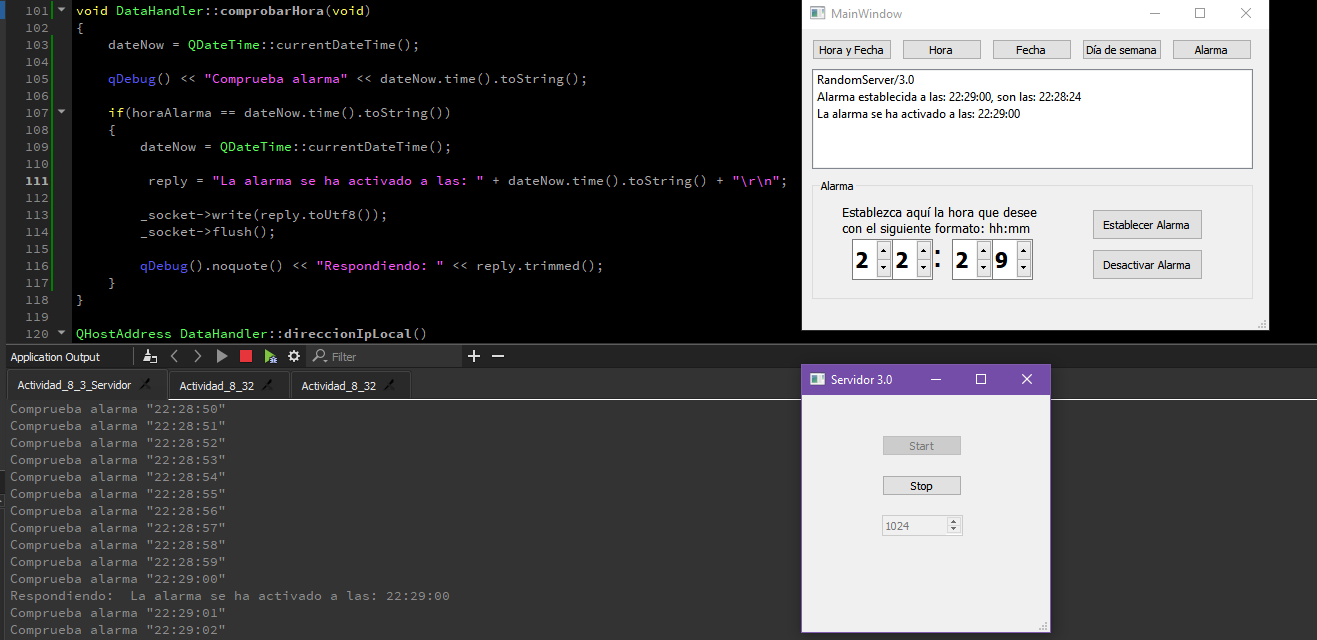 101 void DataHandler::comprobarHora(void)
102 {
103 dateNow = QDateTime::currentDateTime();
104
105 qDebug() << "Comprueba alarma" << dateNow.time().toString();
106
107 if(horaAlarma == dateNow.time().toString())
108 {
109 dateNow = QDateTime::currentDateTime();
110
111 reply = "La alarma se ha activado a las: " + dateNow.time().toString() + "\r\n";
112
113 _socket->write(reply.toUtf8());
114 _socket->flush();
115
116 qDebug().noquote() << "Respondiendo: " << reply.trimmed();
117 }
118 }
119
120 QHostAddress DataHandler::direccionIpLocal()
MainWindow
Hora y Fecha Hora Fecha Día de semana Alarma
RandomServer/3.0
Alarma establecida a las: 22:29:00, son las: 22:28:24
La alarma se ha activado a las: 22:29:00
Alarma
Establezca aquí la hora que desee
con el siguiente formato: hh:mm
2 2 : 2 9
Establecer Alarma
Desactivar Alarma
Application Output Filter
Actividad_8_3_Servidor Actividad_8_32 Actividad_8_32
Comprueba alarma "22:28:50"
Comprueba alarma "22:28:51"
Comprueba alarma "22:28:52"
Comprueba alarma "22:28:53"
Comprueba alarma "22:28:54"
Comprueba alarma "22:28:55"
Comprueba alarma "22:28:56"
Comprueba alarma "22:28:57"
Comprueba alarma "22:28:58"
Comprueba alarma "22:28:59"
Comprueba alarma "22:29:00"
Respondiendo:  La alarma se ha activado a las: 22:29:00
Comprueba alarma "22:29:01"
Comprueba alarma "22:29:02"
Servidor 3.0
Start
Stop
1024